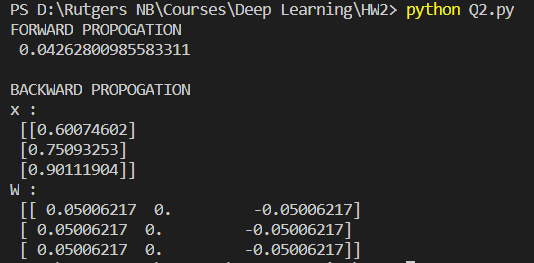 PS D:\Rutgers NB\Courses\Deep Learning\HW2> python Q2.py
FORWARD PROPOGATION
 0.04262800985583311

BACKWARD PROPOGATION
x :
 [[0.60074602]
 [0.75093253]
 [0.90111904]]
W :
 [[ 0.05006217  0.         -0.05006217]
 [ 0.05006217  0.         -0.05006217]
 [ 0.05006217  0.         -0.05006217]]